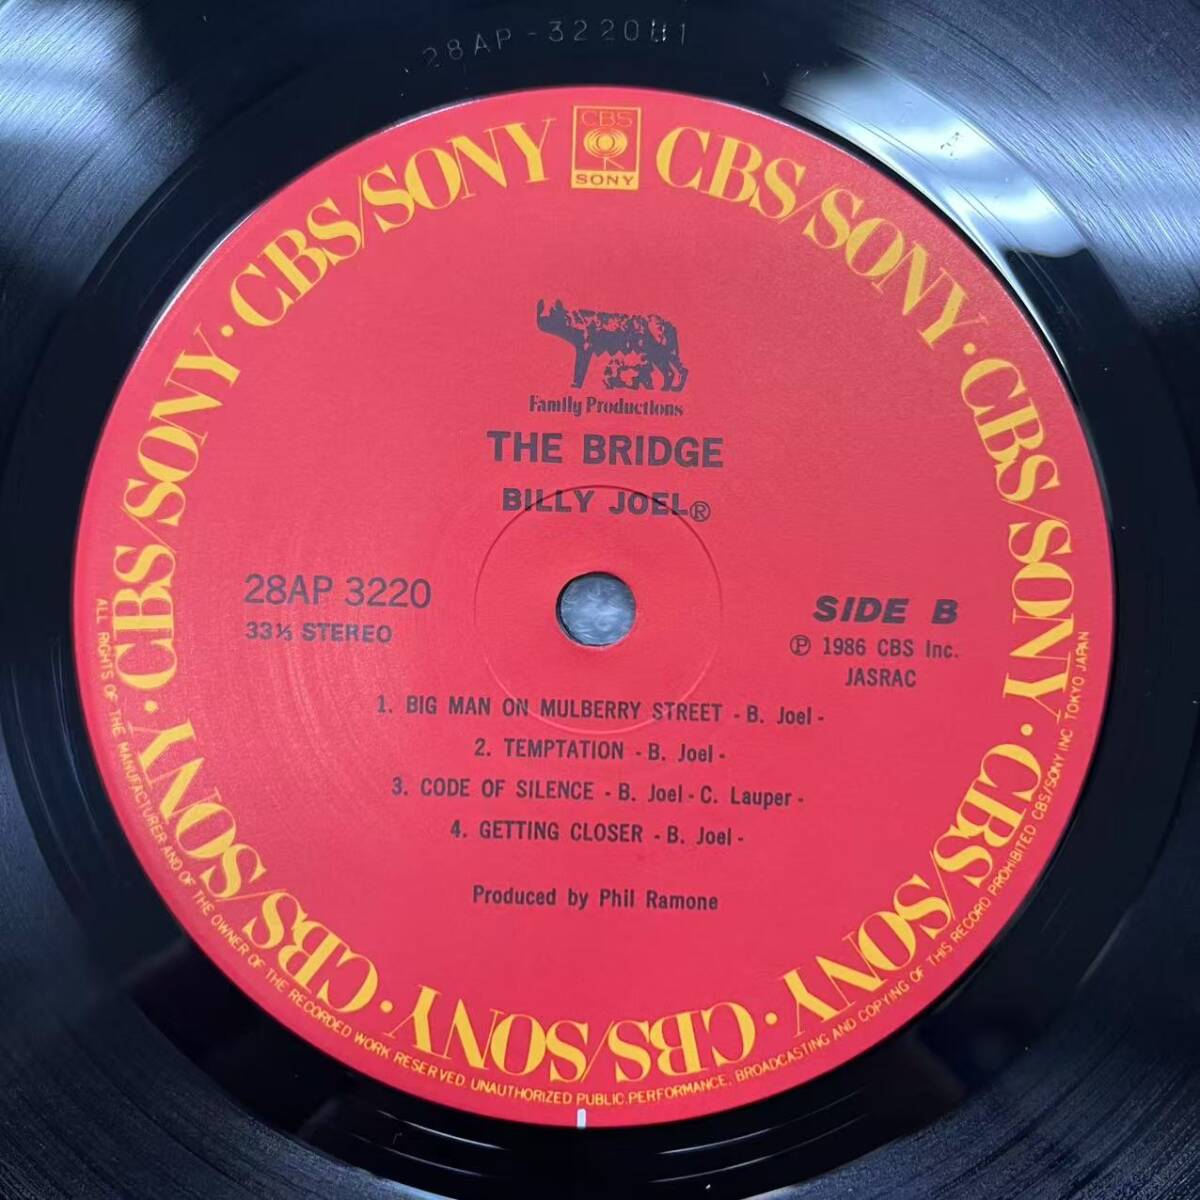 28AP-3220B1
CBS
SONY
CBS/SONY · CBS/SONY · CBS/SONY · CBS/SONY · CBS/SONY · CBS/SONY · CBS/SONY · CBS/SONY
Family Productions
THE BRIDGE
BILLY JOEL®
28AP 3220
33⅓ STEREO
SIDE B
℗ 1986 CBS Inc.
JASRAC
1. BIG MAN ON MULBERRY STREET - B. Joel -
2. TEMPTATION - B. Joel -
3. CODE OF SILENCE - B. Joel - C. Lauper -
4. GETTING CLOSER - B. Joel -
Produced by Phil Ramone
ALL RIGHTS OF THE MANUFACTURER AND OF THE OWNER OF THE RECORDED WORK RESERVED. UNAUTHORIZED PUBLIC PERFORMANCE, BROADCASTING AND COPYING OF THIS RECORD PROHIBITED CBS/SONY INC. TOKYO JAPAN